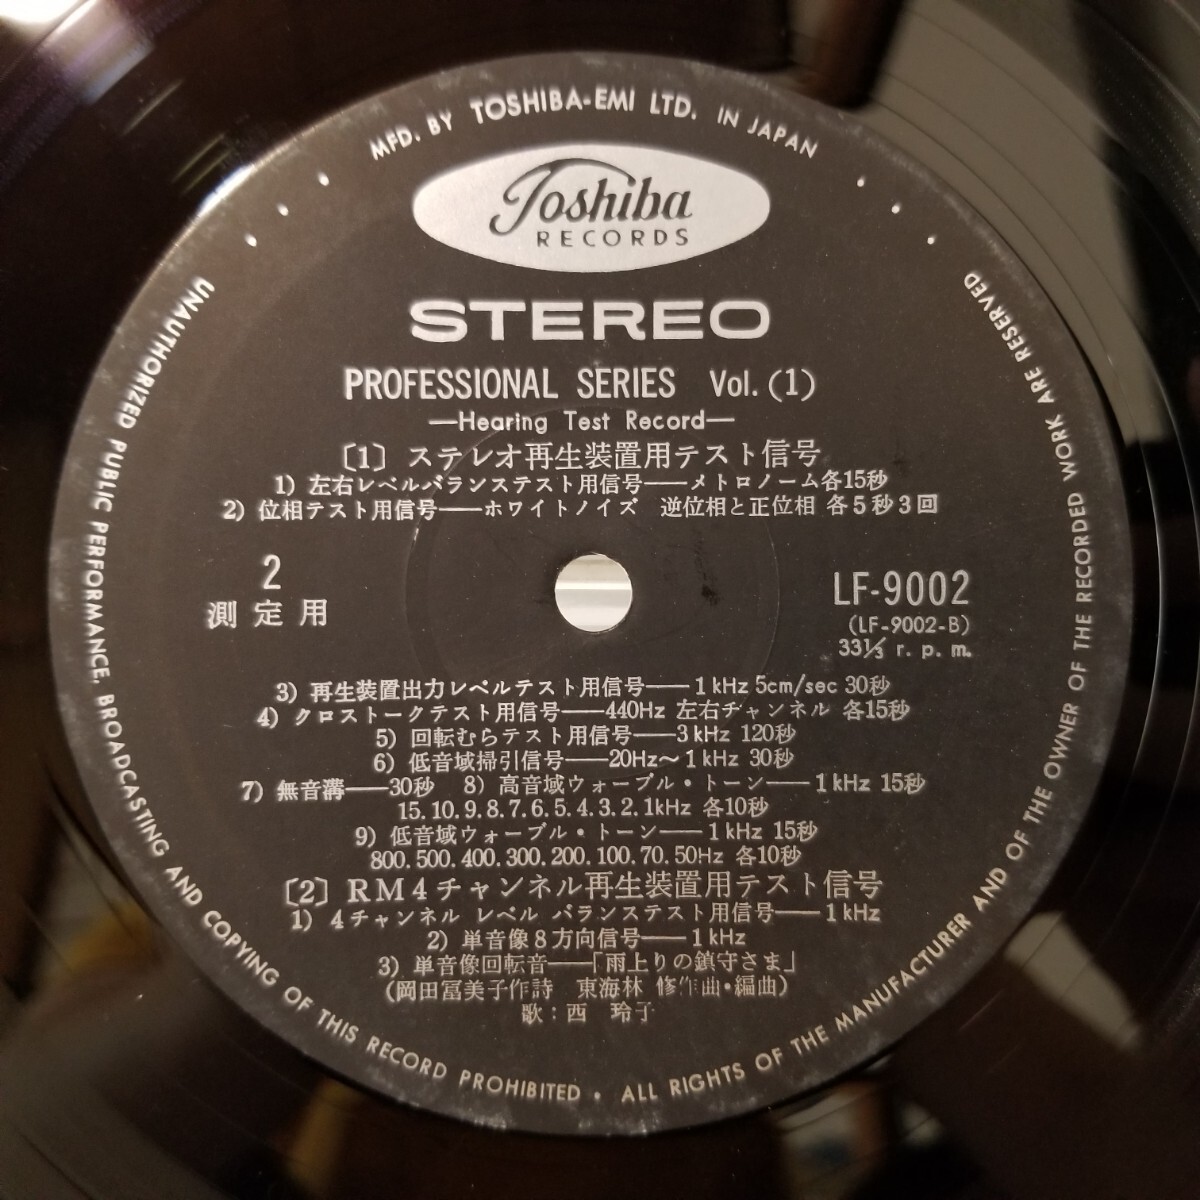 MFD. BY TOSHIBA-EMI LTD. IN JAPAN
Toshiba
RECORDS
STEREO
PROFESSIONAL SERIES Vol. (1)
—Hearing Test Record—
〔1〕ステレオ再生装置用テスト信号
1) 左右レベルバランステスト用信号——メトロノーム各15秒
2) 位相テスト用信号——ホワイトノイズ 逆位相と正位相 各5秒3回
2
測定用
LF-9002
(LF-9002-B)
33⅓ r. p. m.
3) 再生装置出力レベルテスト用信号——1kHz 5cm/sec 30秒
4) クロストークテスト用信号——440Hz 左右チャンネル 各15秒
5) 回転むらテスト用信号——3kHz 120秒
6) 低音域掃引信号——20Hz〜1kHz 30秒
7) 無音溝——30秒 8) 高音域ウォーブル・トーン——1kHz 15秒
15.10.9.8.7.6.5.4.3.2.1kHz 各10秒
9) 低音域ウォーブル・トーン——1kHz 15秒
800.500.400.300.200.100.70.50Hz 各10秒
〔2〕RM4チャンネル再生装置用テスト信号
1) 4チャンネル レベル バランステスト用信号——1kHz
2) 単音像8方向信号——1kHz
3) 単音像回転音——「雨上りの鎮守さま」
(岡田冨美子作詩 東海林 修作曲・編曲)
歌：西 玲子
UNAUTHORIZED PUBLIC PERFORMANCE, BROADCASTING AND COPYING OF THIS RECORD PROHIBITED • ALL RIGHTS OF THE MANUFACTURER AND OF THE OWNER OF THE RECORDED WORK ARE RESERVED